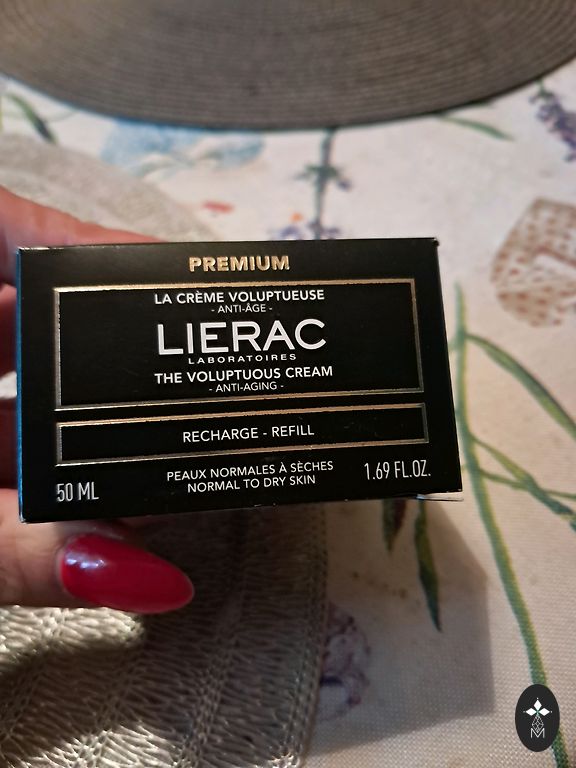 PREMIUM
LA CRÈME VOLUPTUEUSE
- ANTI-ÂGE -
LIERAC
LABORATOIRES
THE VOLUPTUOUS CREAM
- ANTI-AGING -
RECHARGE - REFILL
PEAUX NORMALES À SÈCHES
NORMAL TO DRY SKIN
50 ML
1.69 FL.OZ.
M